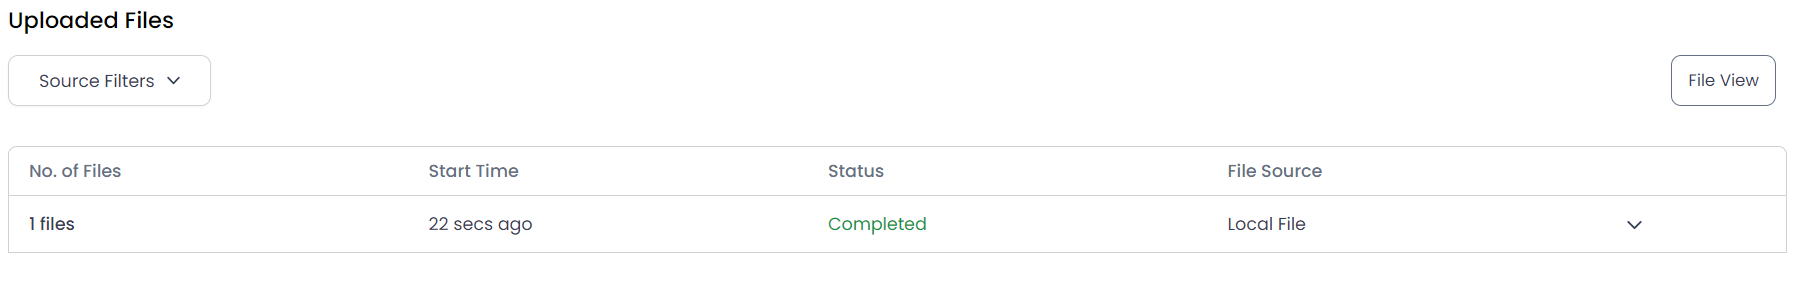 Uploaded Files
Source Filters
File View
No. of Files Start Time Status File Source
1 files 22 secs ago Completed Local File